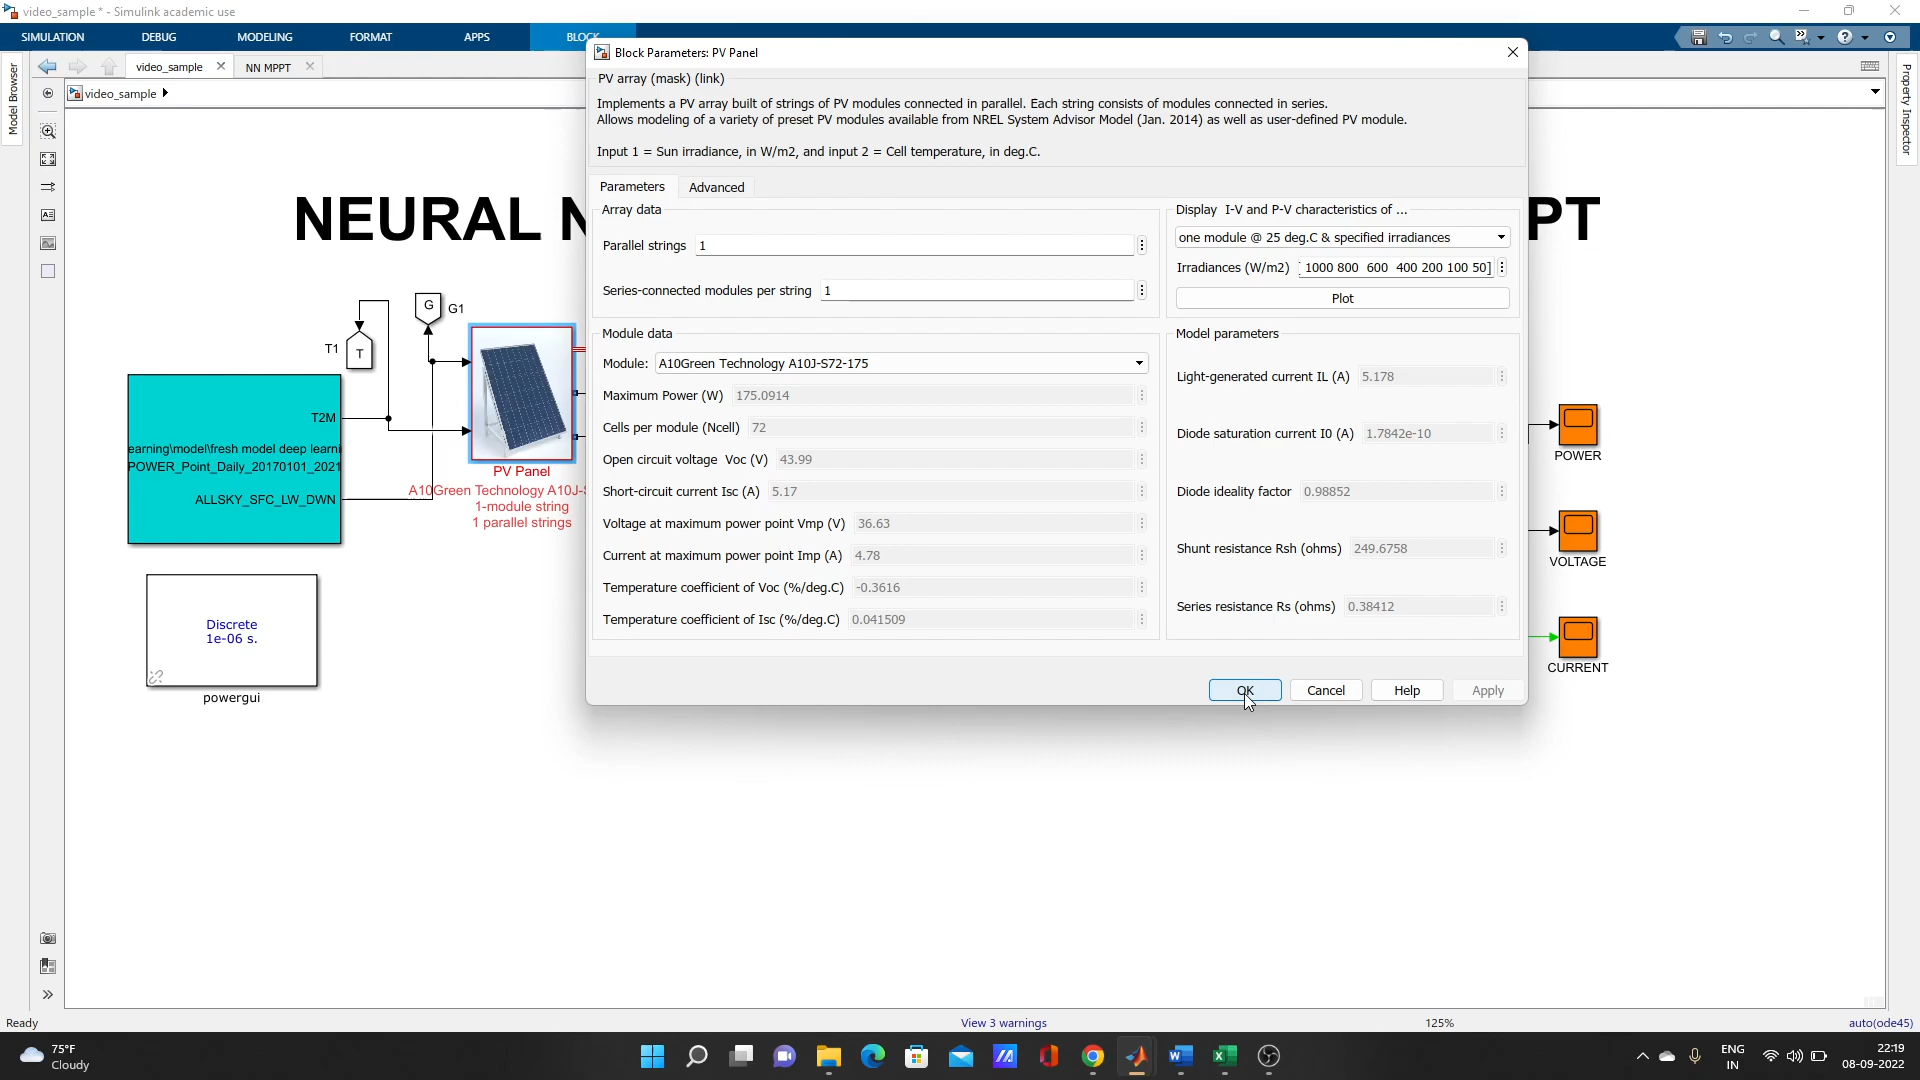 video_sample * - Simulink academic use
SIMULATION DEBUG MODELING FORMAT APPS BLOCK
video_sample NN MPPT
video_sample
Model Browser
Property Inspector
NEURAL N
PT
T1
T
G
G1
T2M
earning\model\fresh model deep learni
POWER_Point_Daily_20170101_2021
ALLSKY_SFC_LW_DWN
PV Panel
A10Green Technology A10J-S
1-module string
1 parallel strings
Discrete
1e-06 s.
powergui
POWER
VOLTAGE
CURRENT
Block Parameters: PV Panel
PV array (mask) (link)
Implements a PV array built of strings of PV modules connected in parallel. Each string consists of modules connected in series.
Allows modeling of a variety of preset PV modules available from NREL System Advisor Model (Jan. 2014) as well as user-defined PV module.
Input 1 = Sun irradiance, in W/m2, and input 2 = Cell temperature, in deg.C.
Parameters Advanced
Array data
Parallel strings 1
Series-connected modules per string 1
Display I-V and P-V characteristics of ...
one module @ 25 deg.C & specified irradiances
Irradiances (W/m2) [ 1000 800 600 400 200 100 50]
Plot
Module data
Module: A10Green Technology A10J-S72-175
Maximum Power (W) 175.0914
Cells per module (Ncell) 72
Open circuit voltage Voc (V) 43.99
Short-circuit current Isc (A) 5.17
Voltage at maximum power point Vmp (V) 36.63
Current at maximum power point Imp (A) 4.78
Temperature coefficient of Voc (%/deg.C) -0.3616
Temperature coefficient of Isc (%/deg.C) 0.041509
Model parameters
Light-generated current IL (A) 5.178
Diode saturation current I0 (A) 1.7842e-10
Diode ideality factor 0.98852
Shunt resistance Rsh (ohms) 249.6758
Series resistance Rs (ohms) 0.38412
OK Cancel Help Apply
Ready View 3 warnings 125% auto(ode45)
75°F
Cloudy
ENG
IN
22:19
08-09-2022